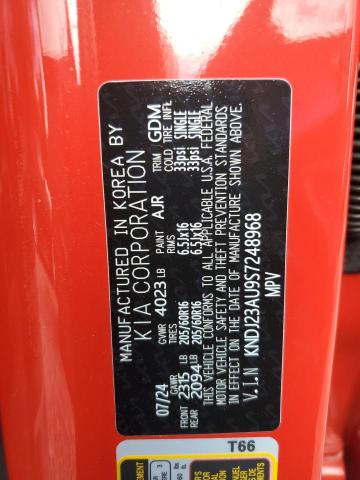 MANUFACTURED IN KOREA BY
KIA CORPORATION
07/24 GVWR 4023 LB PAINT AJR TRIM GDM
GAWR TIRES RIMS COLD TIRE INFL
FRONT 2315 LB 205/60R16 6.5JX16 33psi SINGLE
REAR 2094 LB 205/60R16 6.5JX16 33psi SINGLE
THIS VEHICLE CONFORMS TO ALL APPLICABLE U.S.A. FEDERAL
MOTOR VEHICLE SAFETY AND THEFT PREVENTION STANDARDS
IN EFFECT ON THE DATE OF MANUFACTURE SHOWN ABOVE.
V.I.N KNDJ23AU9S7248968
MPV
T66